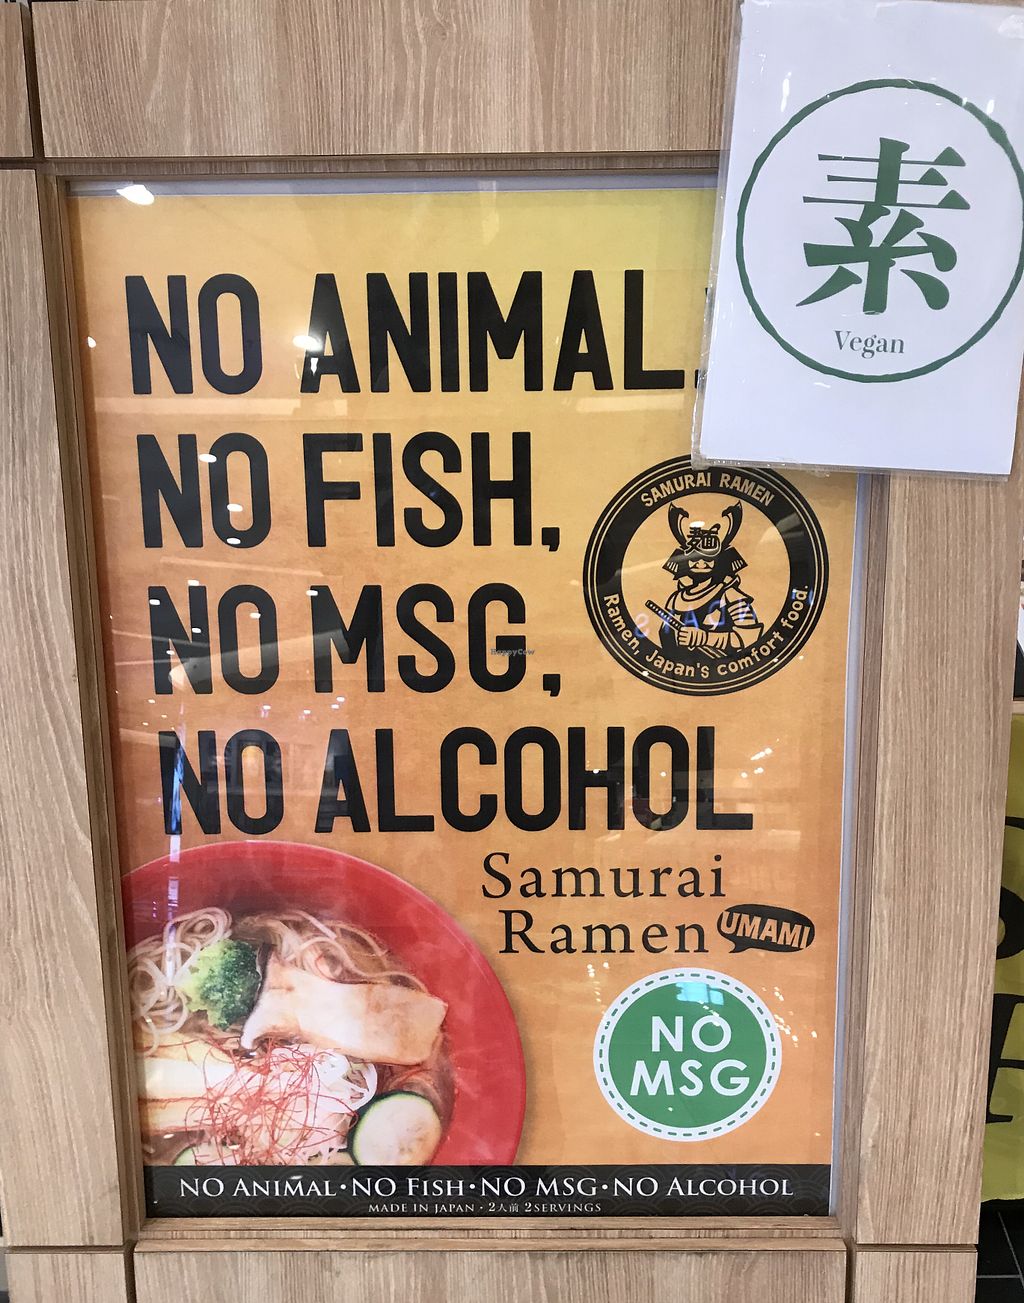 素
Vegan
NO ANIMAL,
NO FISH,
NO MSG,
NO ALCOHOL
SAMURAI RAMEN
麺
Ramen, Japan's comfort food.
HappyCow
Samurai
Ramen UMAMI
NO
MSG
NO ANIMAL・NO FISH・NO MSG・NO ALCOHOL
MADE IN JAPAN・2人前 2SERVINGS